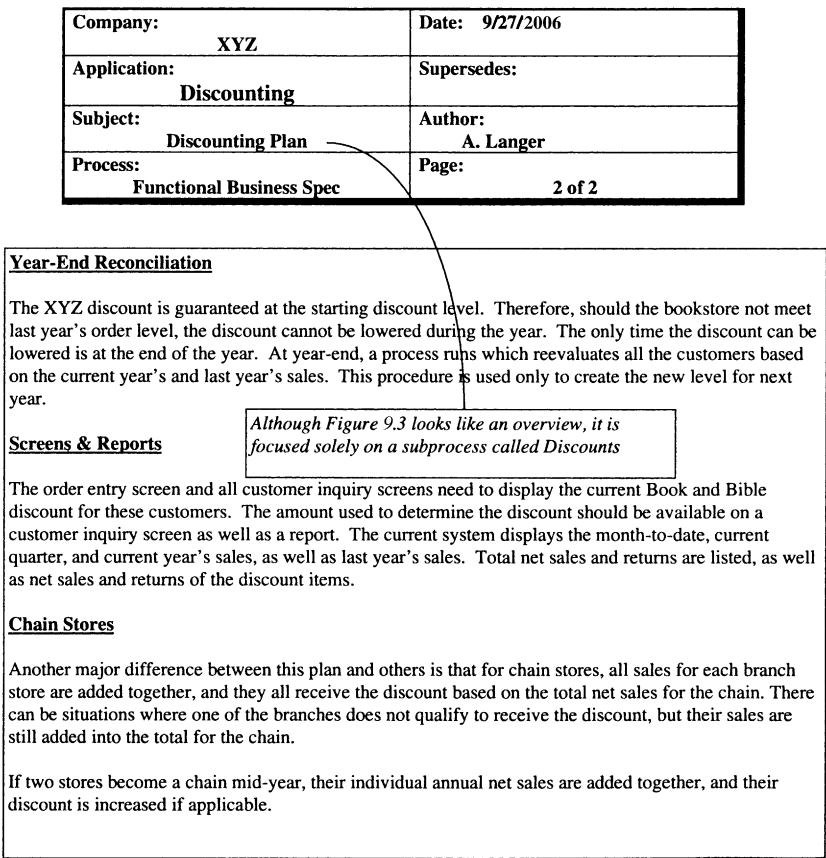 Company:
XYZ
Date: 9/27/2006
Application:
Discounting
Supersedes:
Subject:
Discounting Plan
Author:
A. Langer
Process:
Functional Business Spec
Page:
2 of 2
Year-End Reconciliation
The XYZ discount is guaranteed at the starting discount level. Therefore, should the bookstore not meet
last year's order level, the discount cannot be lowered during the year. The only time the discount can be
lowered is at the end of the year. At year-end, a process runs which reevaluates all the customers based
on the current year's and last year's sales. This procedure is used only to create the new level for next
year.
Although Figure 9.3 looks like an overview, it is
focused solely on a subprocess called Discounts
Screens & Reports
The order entry screen and all customer inquiry screens need to display the current Book and Bible
discount for these customers. The amount used to determine the discount should be available on a
customer inquiry screen as well as a report. The current system displays the month-to-date, current
quarter, and current year's sales, as well as last year's sales. Total net sales and returns are listed, as well
as net sales and returns of the discount items.
Chain Stores
Another major difference between this plan and others is that for chain stores, all sales for each branch
store are added together, and they all receive the discount based on the total net sales for the chain. There
can be situations where one of the branches does not qualify to receive the discount, but their sales are
still added into the total for the chain.
If two stores become a chain mid-year, their individual annual net sales are added together, and their
discount is increased if applicable.